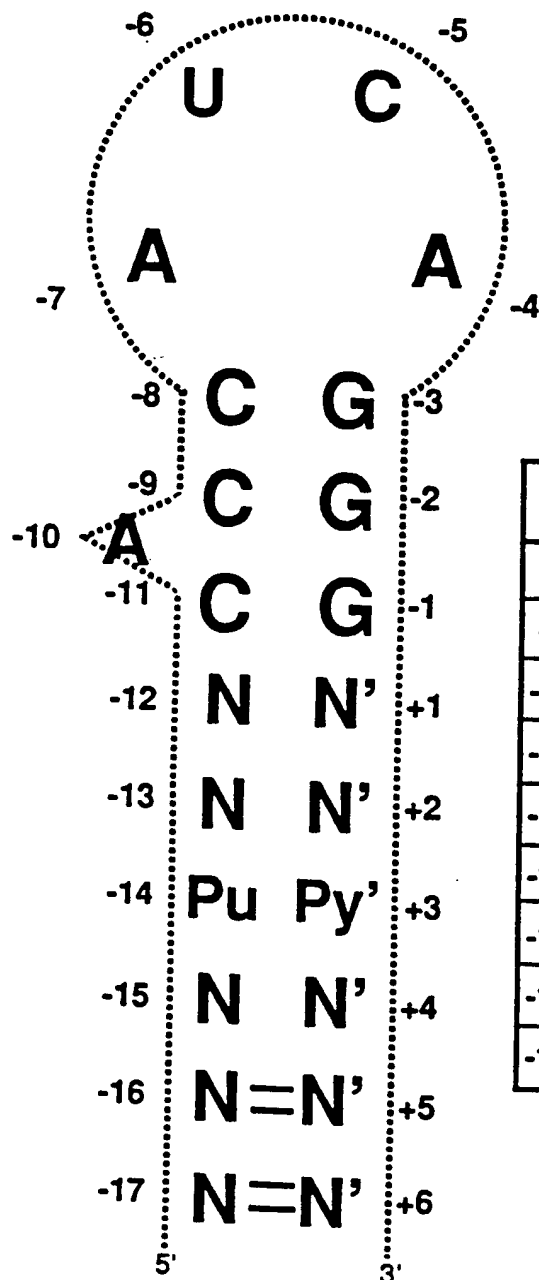 -6 -5
U C
A A
-7 -4
-8 C G -3
-9 C G -2
-10 A
-11 C G -1
-12 N N' +1
-13 N N' +2
-14 Pu Py' +3
-15 N N' +4
-16 N=N' +5
-17 N=N' +6
5' 3'